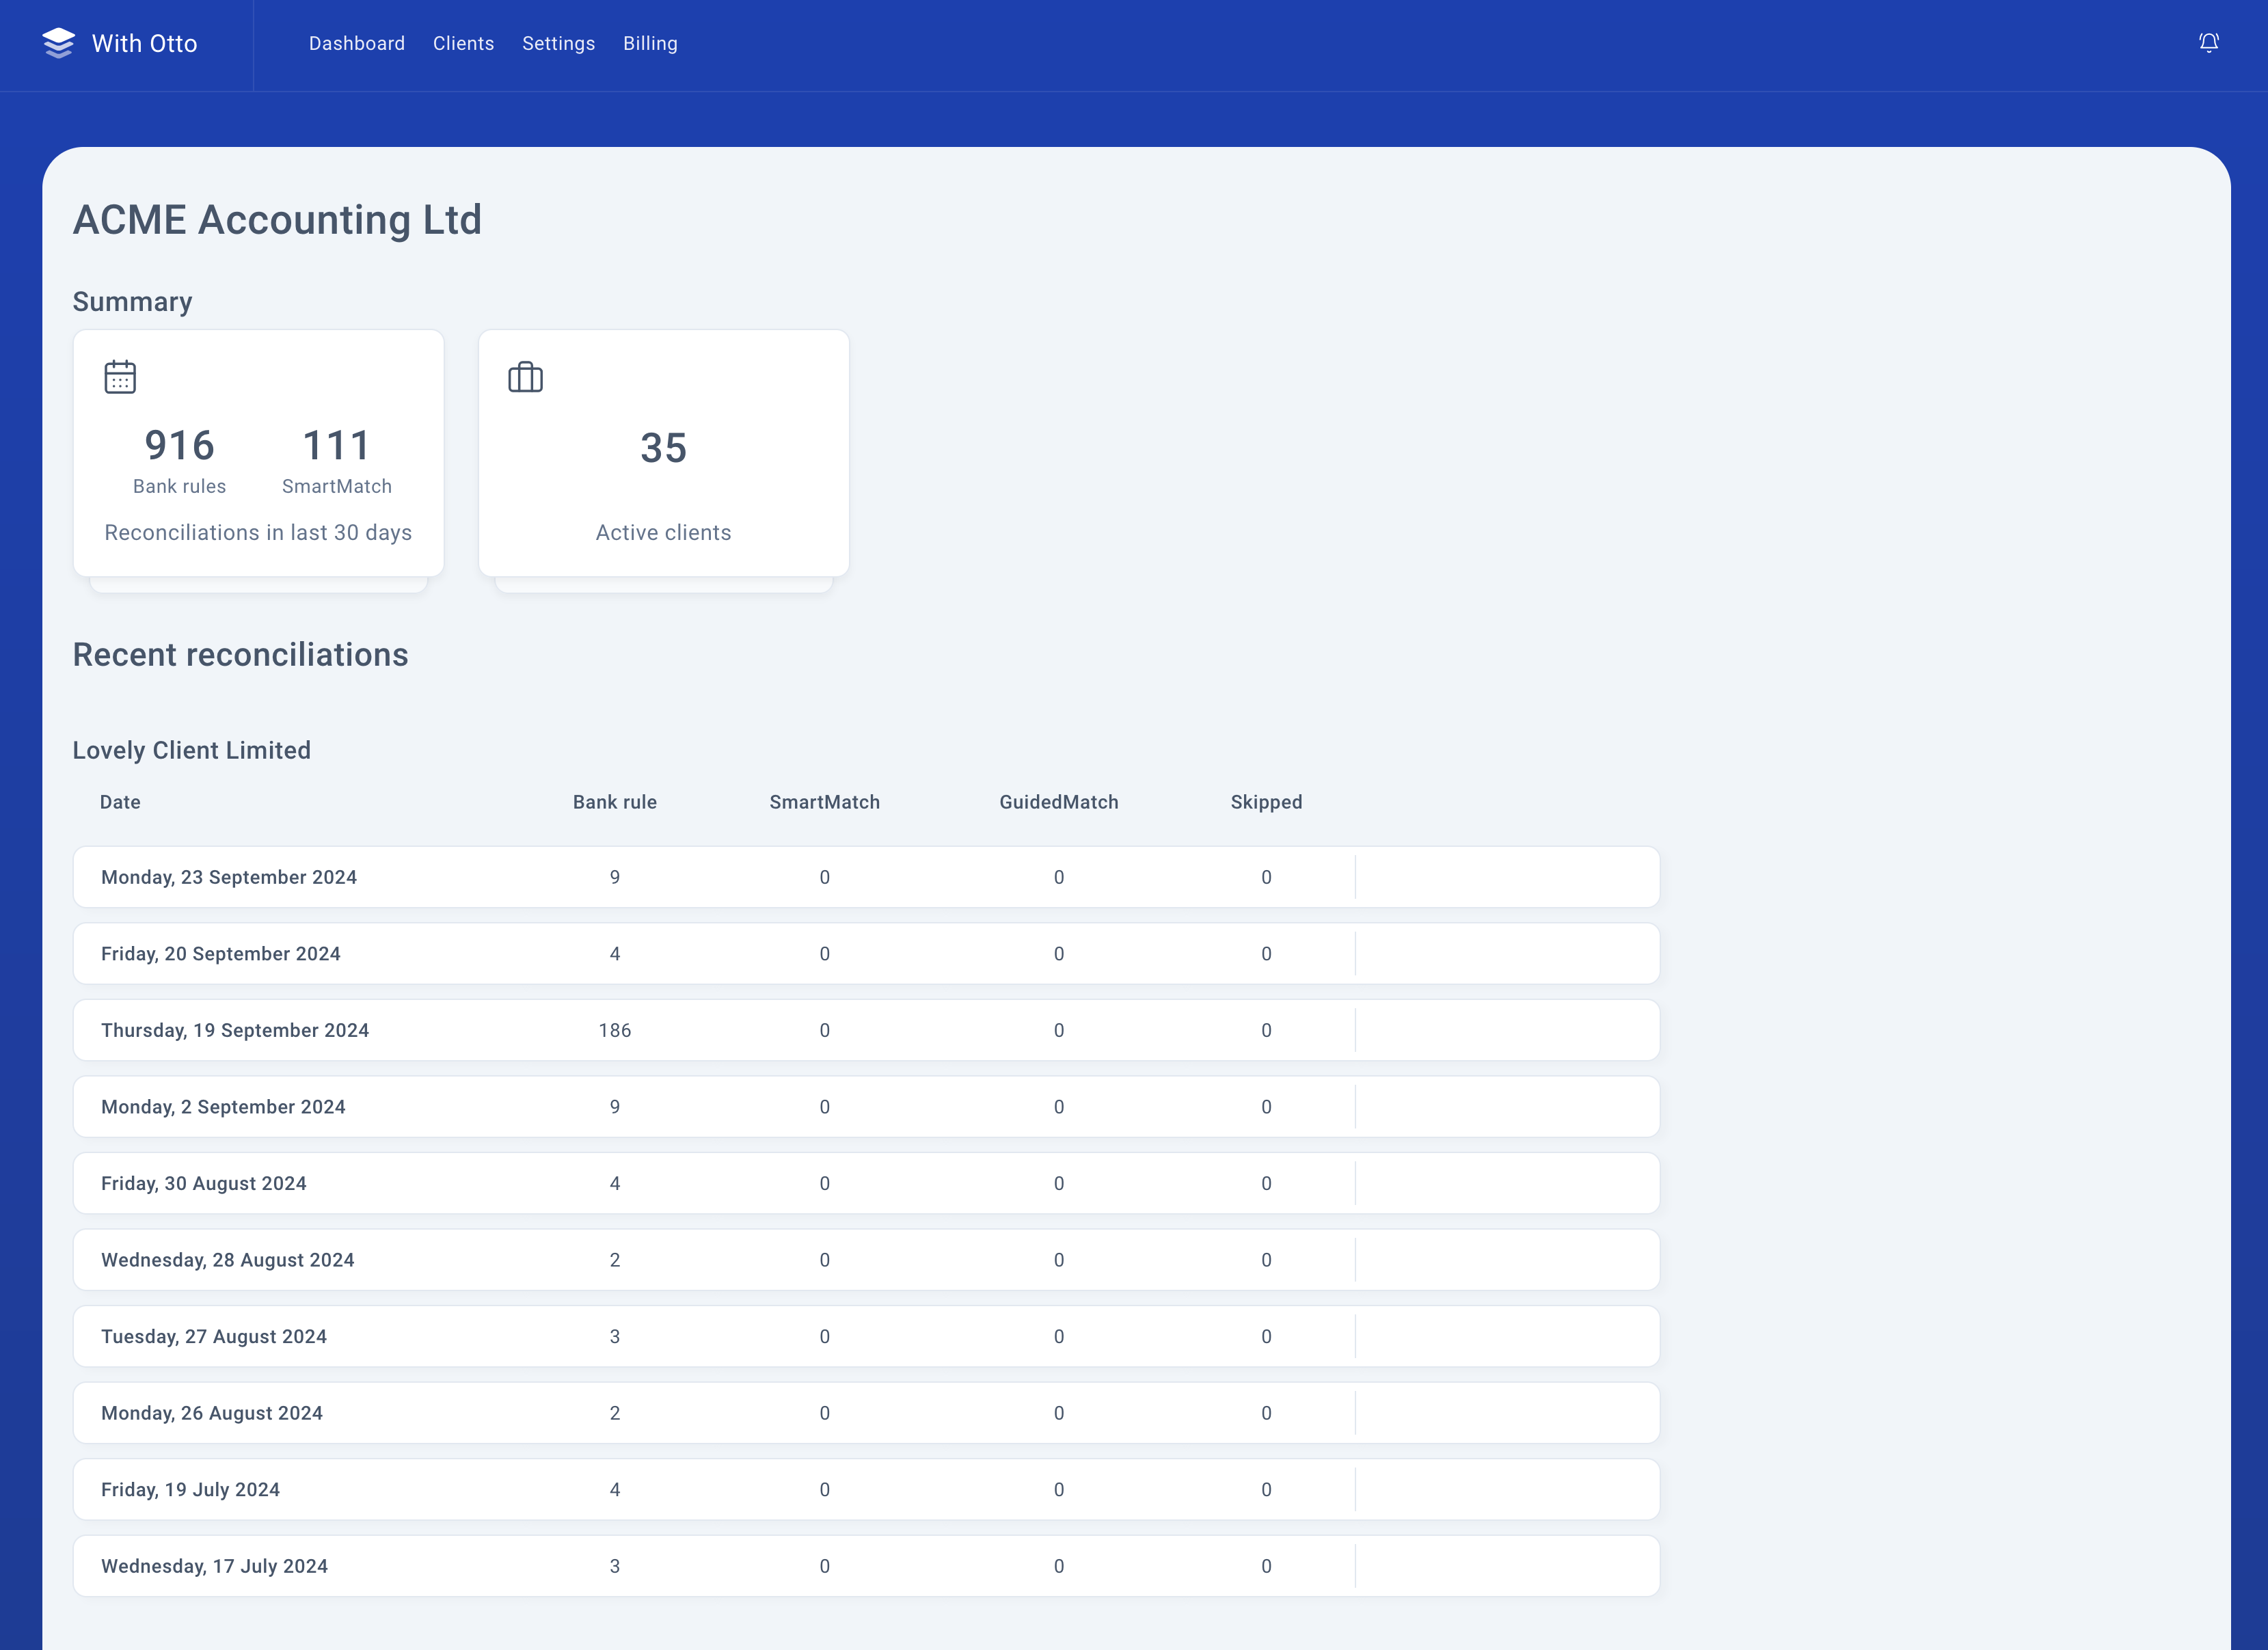 With Otto Dashboard Clients Settings Billing
ACME Accounting Ltd
Summary
916 111 35
Bank rules SmartMatch
Reconciliations in last 30 days Active clients
Recent reconciliations
Lovely Client Limited
Date Bank rule SmartMatch GuidedMatch Skipped
Monday, 23 September 2024 9 0 0 0
Friday, 20 September 2024 4 0 0 0
Thursday, 19 September 2024 186 0 0 0
Monday, 2 September 2024 9 0 0 0
Friday, 30 August 2024 4 0 0 0
Wednesday, 28 August 2024 2 0 0 0
Tuesday, 27 August 2024 3 0 0 0
Monday, 26 August 2024 2 0 0 0
Friday, 19 July 2024 4 0 0 0
Wednesday, 17 July 2024 3 0 0 0